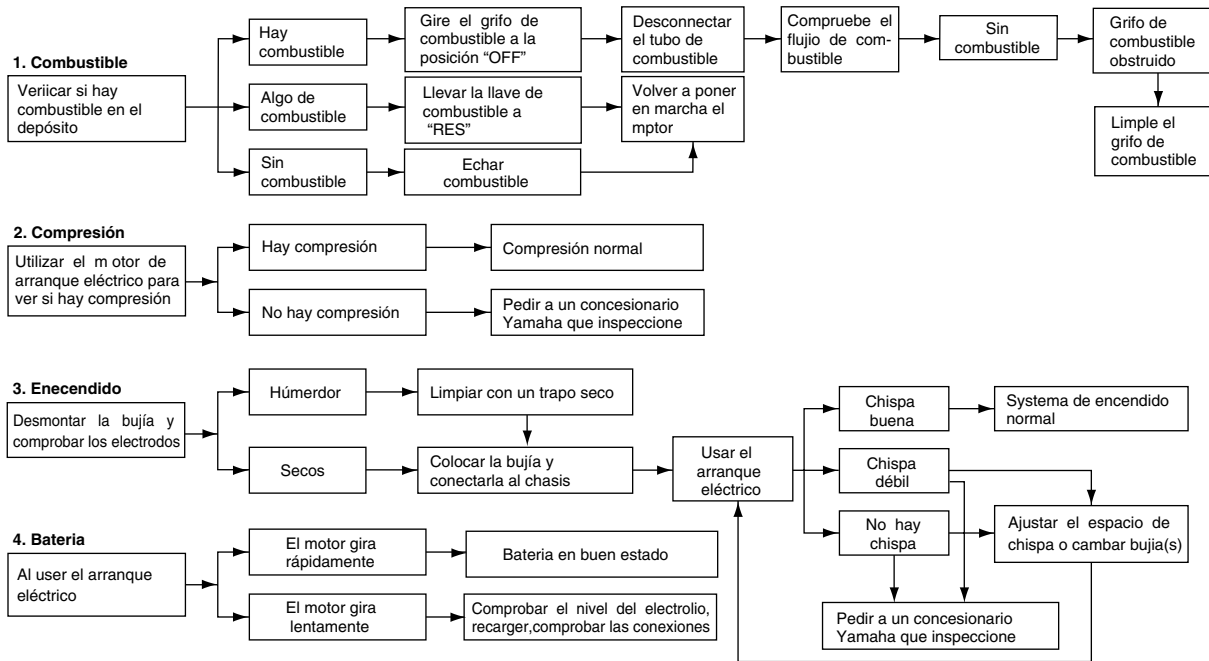 1. Combustible
Veriicar si hay
combustible en el
depósito
Hay
combustible
Gire el grifo de
combustible a la
posición “OFF”
Desconnectar
el tubo de
combustible
Compruebe el
flujio de com-
bustible
Sin
combustible
Grifo de
combustible
obstruido
Limple el
grifo de
combustible
Algo de
combustible
Llevar la llave de
combustible a
“RES”
Volver a poner
en marcha el
mptor
Sin
combustible
Echar
combustible
2. Compresión
Utilizar el m otor de
arranque eléctrico para
ver si hay compresión
Hay compresión
Compresión normal
No hay compresión
Pedir a un concesionario
Yamaha que inspeccione
3. Enecendido
Desmontar la bujía y
comprobar los electrodos
Húmerdor
Limpiar con un trapo seco
Secos
Colocar la bujía y
conectarla al chasis
Usar el
arranque
eléctrico
Chispa
buena
Systema de encendido
normal
Chispa
débil
No hay
chispa
Ajustar el espacio de
chispa o cambar bujia(s)
Pedir a un concesionario
Yamaha que inspeccione
4. Bateria
Al user el arranque
eléctrico
El motor gira
rápidamente
Bateria en buen estado
El motor gira
lentamente
Comprobar el nivel del electrolio,
recarger,comprobar las conexiones